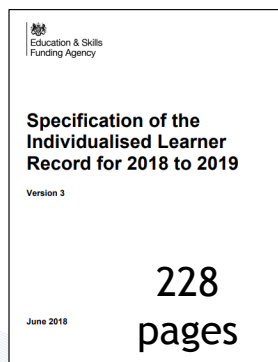 Education & Skills
Funding Agency
Specification of the
Individualised Learner
Record for 2018 to 2019
Version 3
228
June 2018
pages